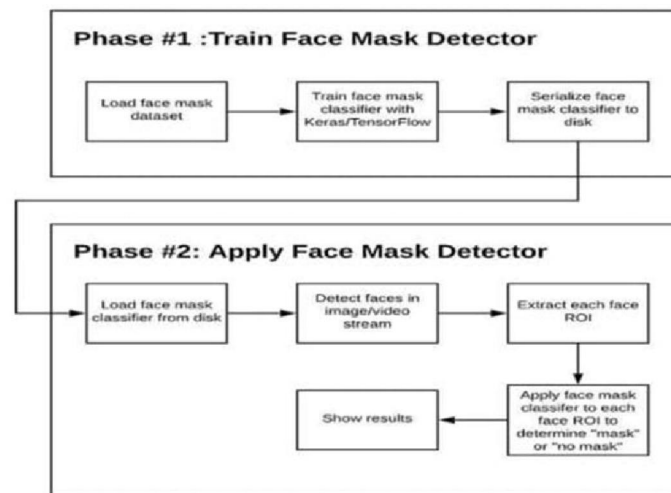 Phase #1 :Train Face Mask Detector
Load face mask
dataset
Train face mask
classifier with
Keras/TensorFlow
Serialize face
mask classifier to
disk
Phase #2: Apply Face Mask Detector
Load face mask
classifier from disk
Detect faces in
image/video
stream
Extract each face
ROI
Show results
Apply face mask
classifer to each
face ROI to
determine "mask"
or "no mask"